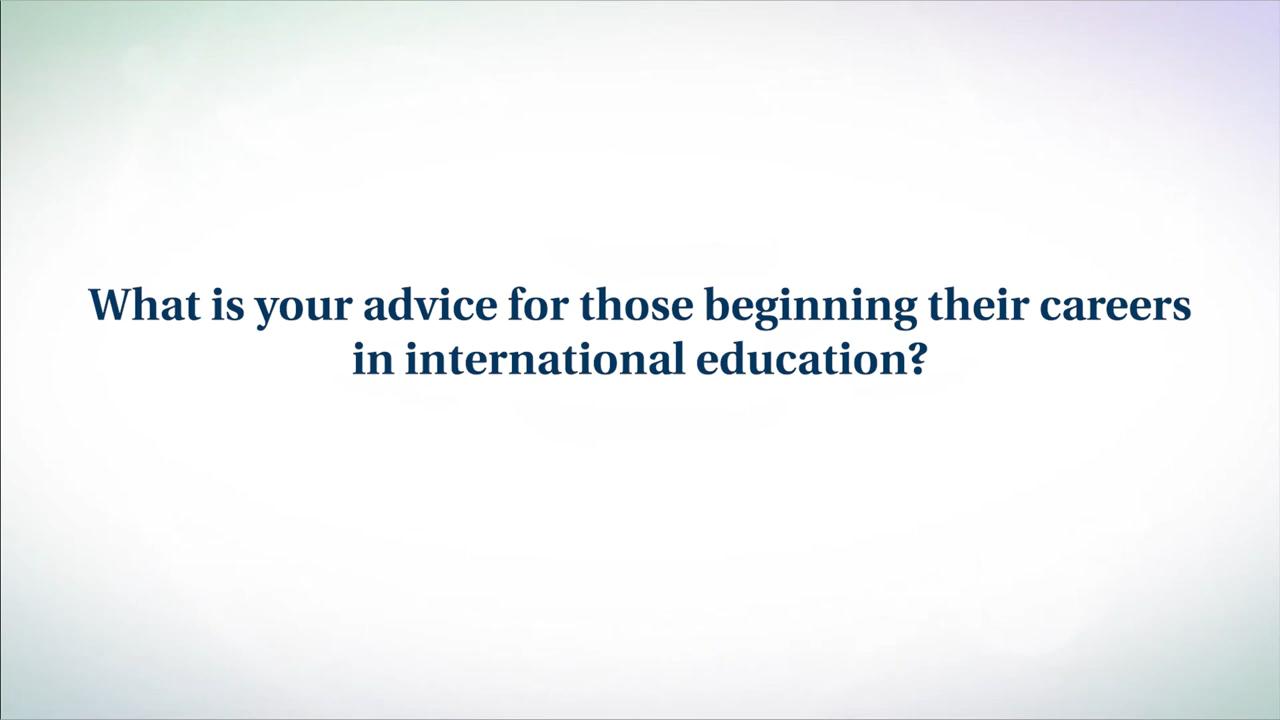 What is your advice for those beginning their careers
in international education?